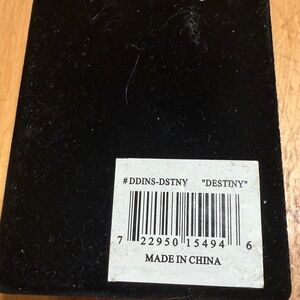 #DDINS-DSTNY "DESTINY"
7 22950 15494 6
MADE IN CHINA